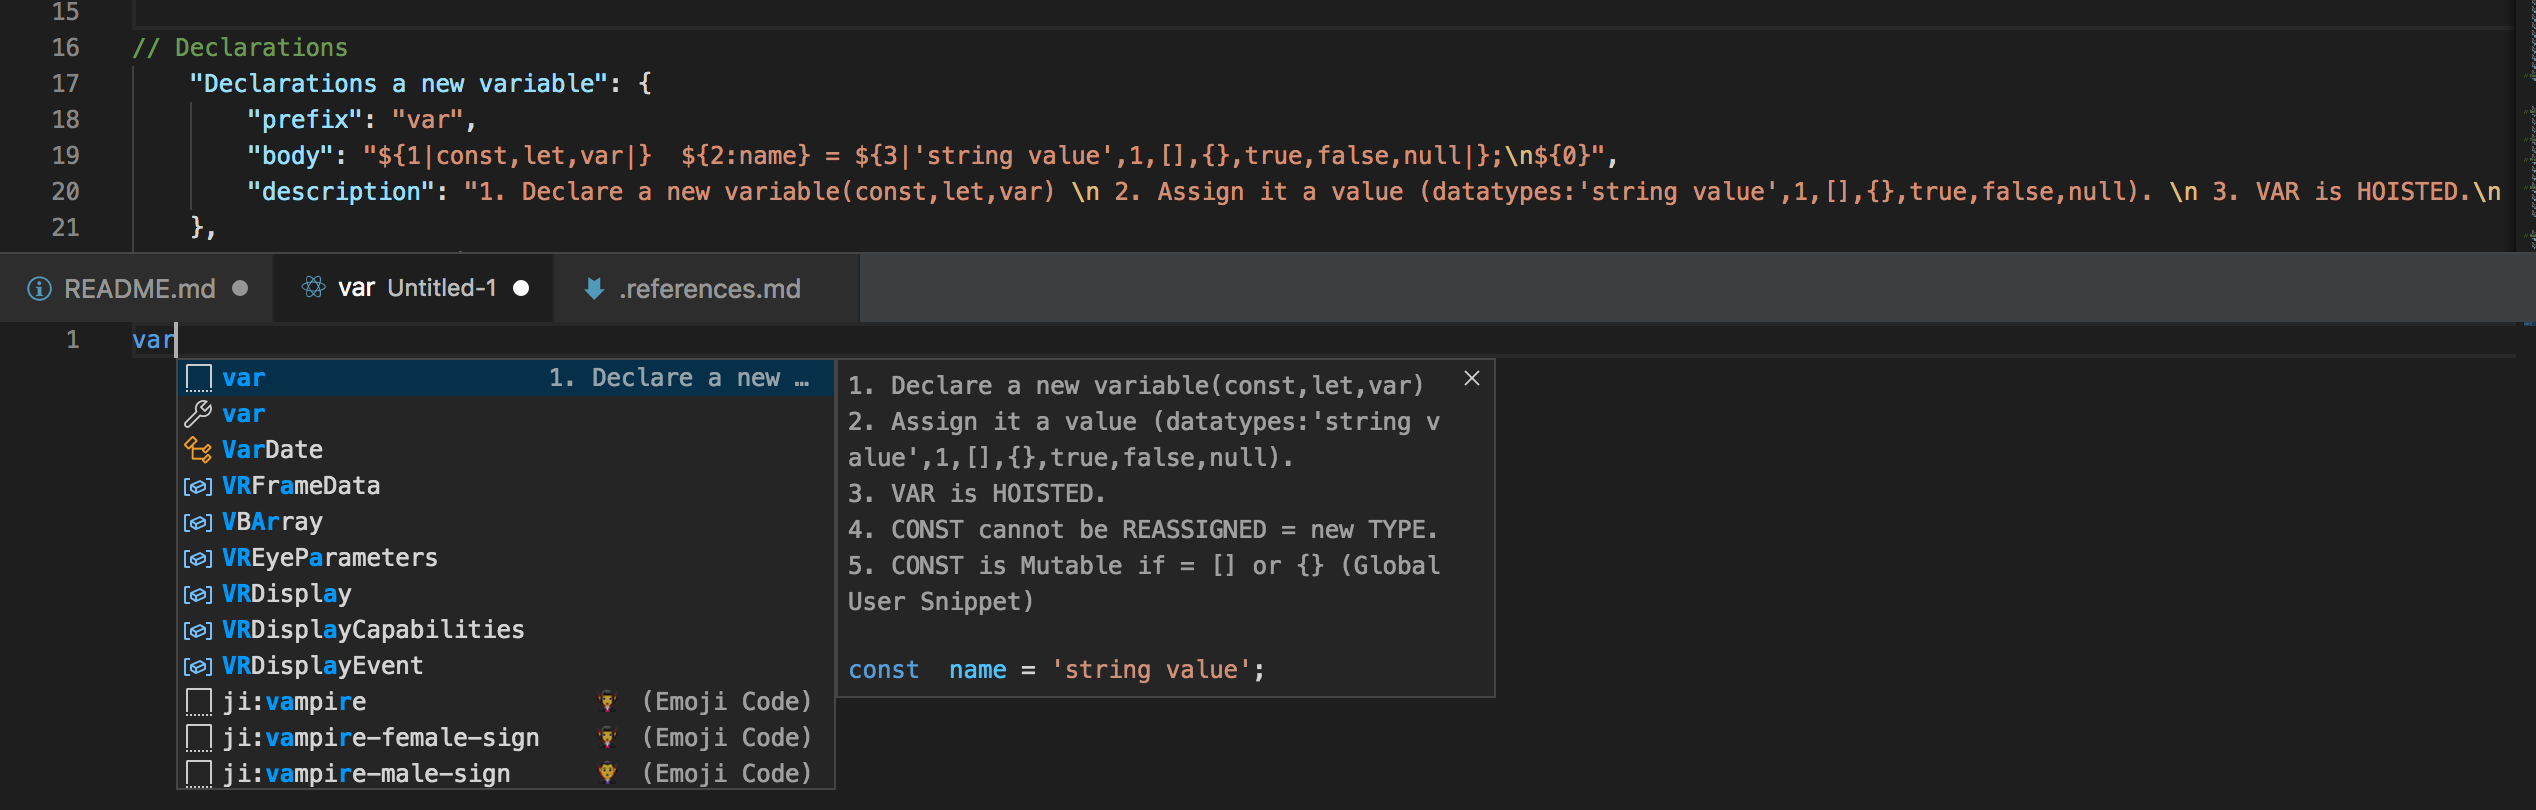 15
16 // Declarations
17 "Declarations a new variable": {
18 "prefix": "var",
19 "body": "${1|const,let,var|}  ${2:name} = ${3|'string value',1,[],{},true,false,null|};\n${0}",
20 "description": "1. Declare a new variable(const,let,var) \n 2. Assign it a value (datatypes:'string value',1,[],{},true,false,null). \n 3. VAR is HOISTED.\n
21 },
README.md var Untitled-1 .references.md
1 var
var 1. Declare a new …
var
VarDate
VRFrameData
VBArray
VREyeParameters
VRDisplay
VRDisplayCapabilities
VRDisplayEvent
ji:vampire (Emoji Code)
ji:vampire-female-sign (Emoji Code)
ji:vampire-male-sign (Emoji Code)
1. Declare a new variable(const,let,var)
2. Assign it a value (datatypes:'string v
alue',1,[],{},true,false,null).
3. VAR is HOISTED.
4. CONST cannot be REASSIGNED = new TYPE.
5. CONST is Mutable if = [] or {} (Global
User Snippet)
const  name = 'string value';